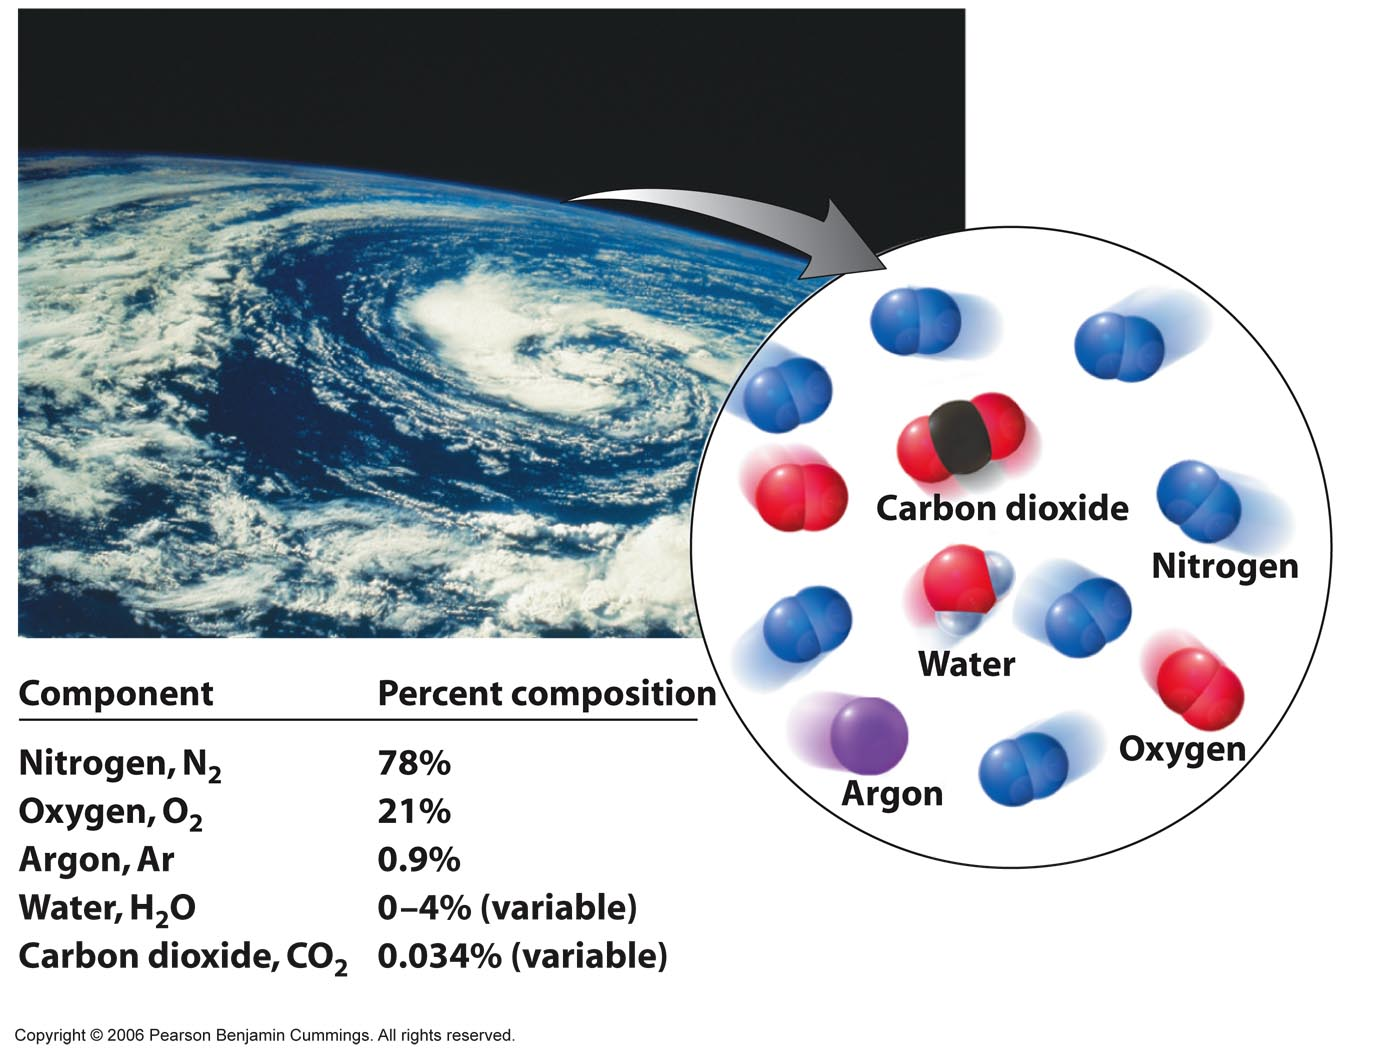 Carbon dioxide
Nitrogen
Water
Oxygen
Argon
Component Percent composition
Nitrogen, N₂ 78%
Oxygen, O₂ 21%
Argon, Ar 0.9%
Water, H₂O 0–4% (variable)
Carbon dioxide, CO₂ 0.034% (variable)
Copyright © 2006 Pearson Benjamin Cummings. All rights reserved.